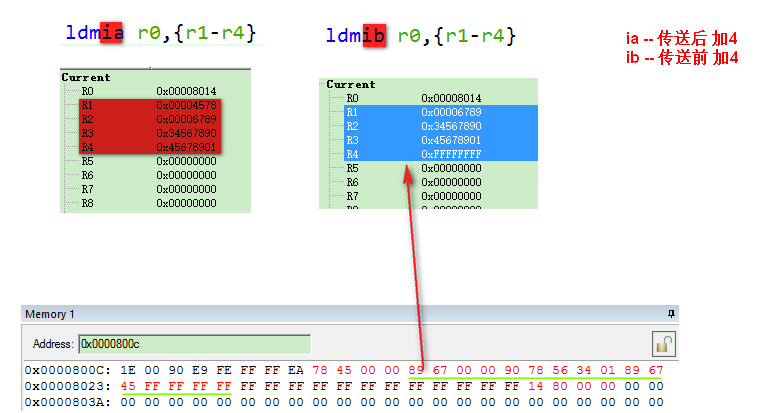 ldmia r0,{r1-r4}
ldmib r0,{r1-r4}
ia -- 传送后 加4
ib -- 传送前 加4
Current
R0 0x00008014
R1 0x00004578
R2 0x00006789
R3 0x34567890
R4 0x45678901
R5 0x00000000
R6 0x00000000
R7 0x00000000
R8 0x00000000
Current
R0 0x00008014
R1 0x00006789
R2 0x34567890
R3 0x45678901
R4 0xFFFFFFFF
R5 0x00000000
R6 0x00000000
R7 0x00000000
Memory 1
Address: 0x0000800c
0x0000800C: 1E 00 90 E9 FE FF FF EA 78 45 00 00 89 67 00 00 90 78 56 34 01 89 67
0x00008023: 45 FF FF FF FF FF FF FF FF FF FF FF FF FF FF FF FF 14 80 00 00 00 00
0x0000803A: 00 00 00 00 00 00 00 00 00 00 00 00 00 00 00 00 00 00 00 00 00 00 00